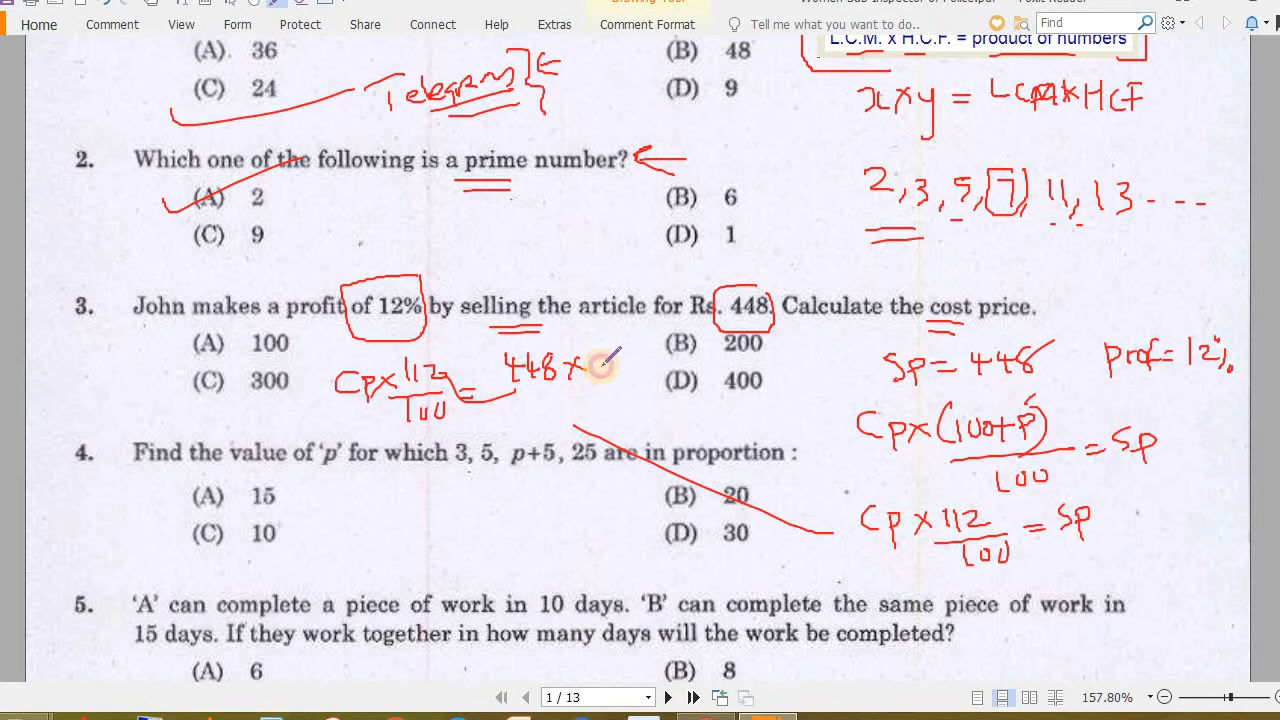 Home Comment View Form Protect Share Connect Help Extras Comment Format Tell me what you want to do.. Find
(A) 36 (B) 48
L.C.M. x H.C.F. = product of numbers
(C) 24 (D) 9
Telegram
x x y = LCM x HCF
2. Which one of the following is a prime number?
(A) 2 (B) 6
(C) 9 (D) 1
2, 3, 5, 7, 11, 13 - - - -
3. John makes a profit of 12% by selling the article for Rs. 448. Calculate the cost price.
(A) 100 (B) 200
(C) 300 (D) 400
Cp x 112/100 = 448 x
SP = 448 prof = 12%
Cp x (100+P)/100 = SP
Cp x 112/100 = SP
4. Find the value of 'p' for which 3, 5, p+5, 25 are in proportion :
(A) 15 (B) 20
(C) 10 (D) 30
5. 'A' can complete a piece of work in 10 days. 'B' can complete the same piece of work in
15 days. If they work together in how many days will the work be completed?
(A) 6 (B) 8
1 / 13 157.80%